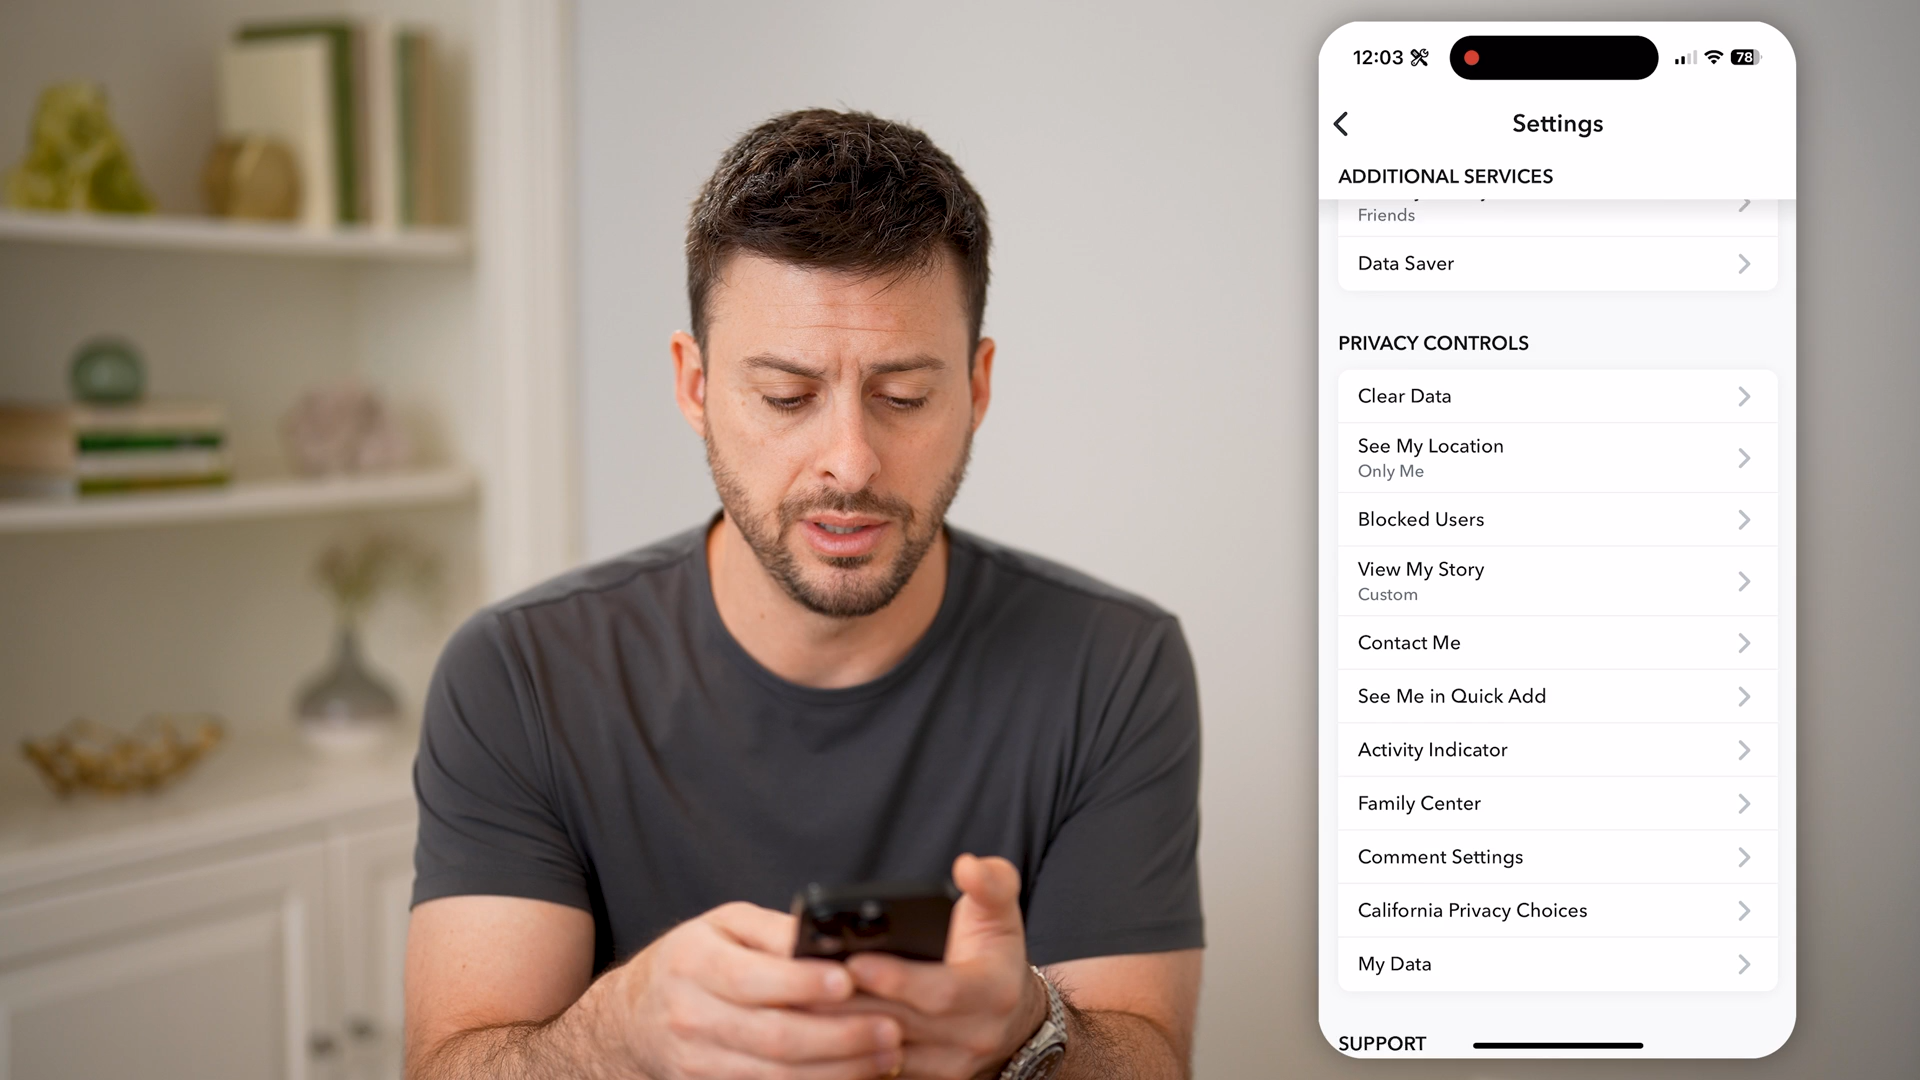 12:03
78
Settings
ADDITIONAL SERVICES
Friends
Data Saver
PRIVACY CONTROLS
Clear Data
See My Location
Only Me
Blocked Users
View My Story
Custom
Contact Me
See Me in Quick Add
Activity Indicator
Family Center
Comment Settings
California Privacy Choices
My Data
SUPPORT